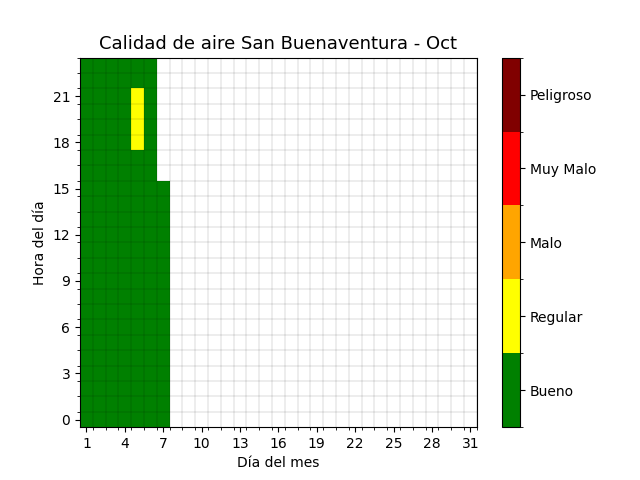 Calidad de aire San Buenaventura - Oct
Hora del día
21
18
15
12
9
6
3
0
1 4 7 10 13 16 19 22 25 28 31
Día del mes
Peligroso
Muy Malo
Malo
Regular
Bueno